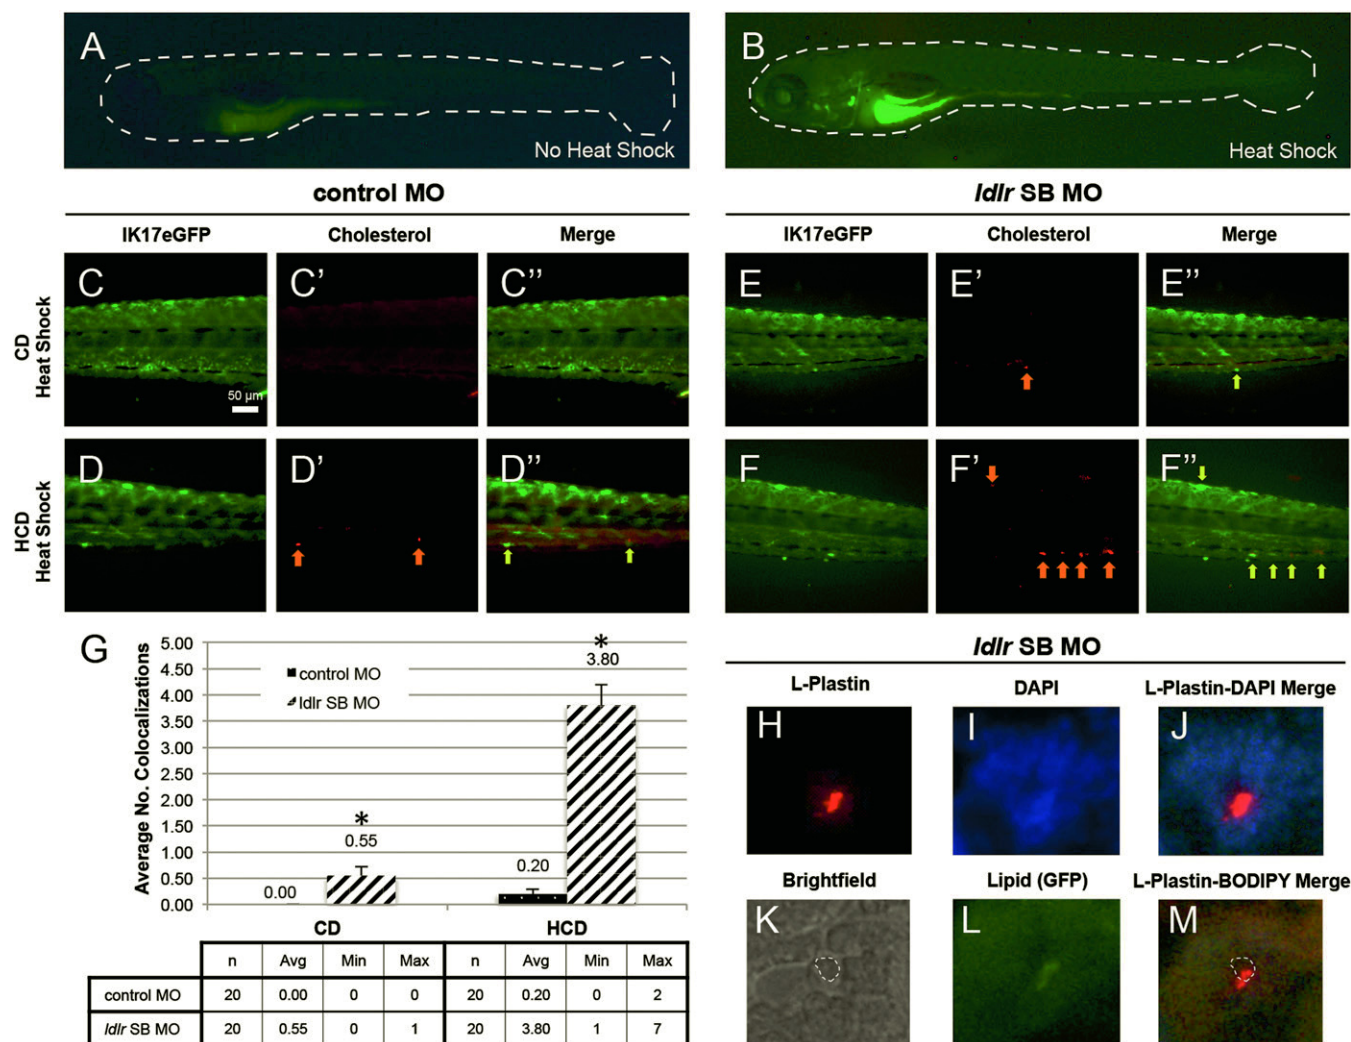 A
No Heat Shock
B
Heat Shock
control MO
ldlr SB MO
IK17eGFP Cholesterol Merge
IK17eGFP Cholesterol Merge
CD
Heat Shock
C C’ C’’
50 µm
E E’ E’’
HCD
Heat Shock
D D’ D’’
F F’ F’’
G
Average No. Colocalizations
5.00
4.50
4.00
3.50
3.00
2.50
2.00
1.50
1.00
0.50
0.00
control MO
ldlr SB MO
0.00
*
0.55
0.20
*
3.80
CD HCD
n Avg Min Max n Avg Min Max
control MO 20 0.00 0 0 20 0.20 0 2
ldlr SB MO 20 0.55 0 1 20 3.80 1 7
ldlr SB MO
L-Plastin DAPI L-Plastin-DAPI Merge
H I J
Brightfield Lipid (GFP) L-Plastin-BODIPY Merge
K L M